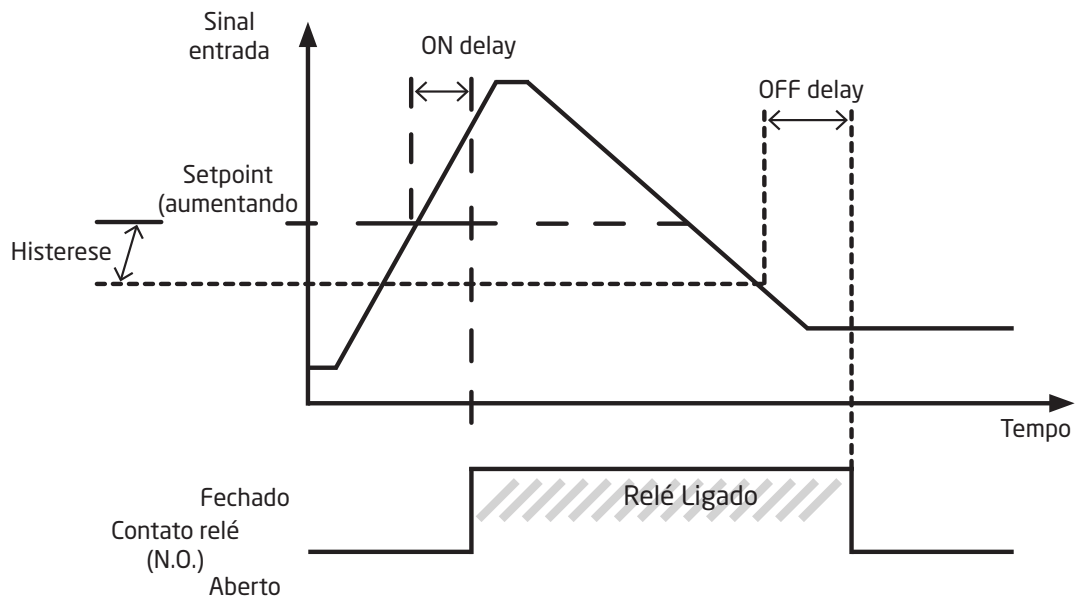 Sinal
entrada
ON delay
OFF delay
Setpoint
(aumentando
Histerese
Tempo
Fechado
Relé Ligado
Contato relé
(N.O.)
Aberto